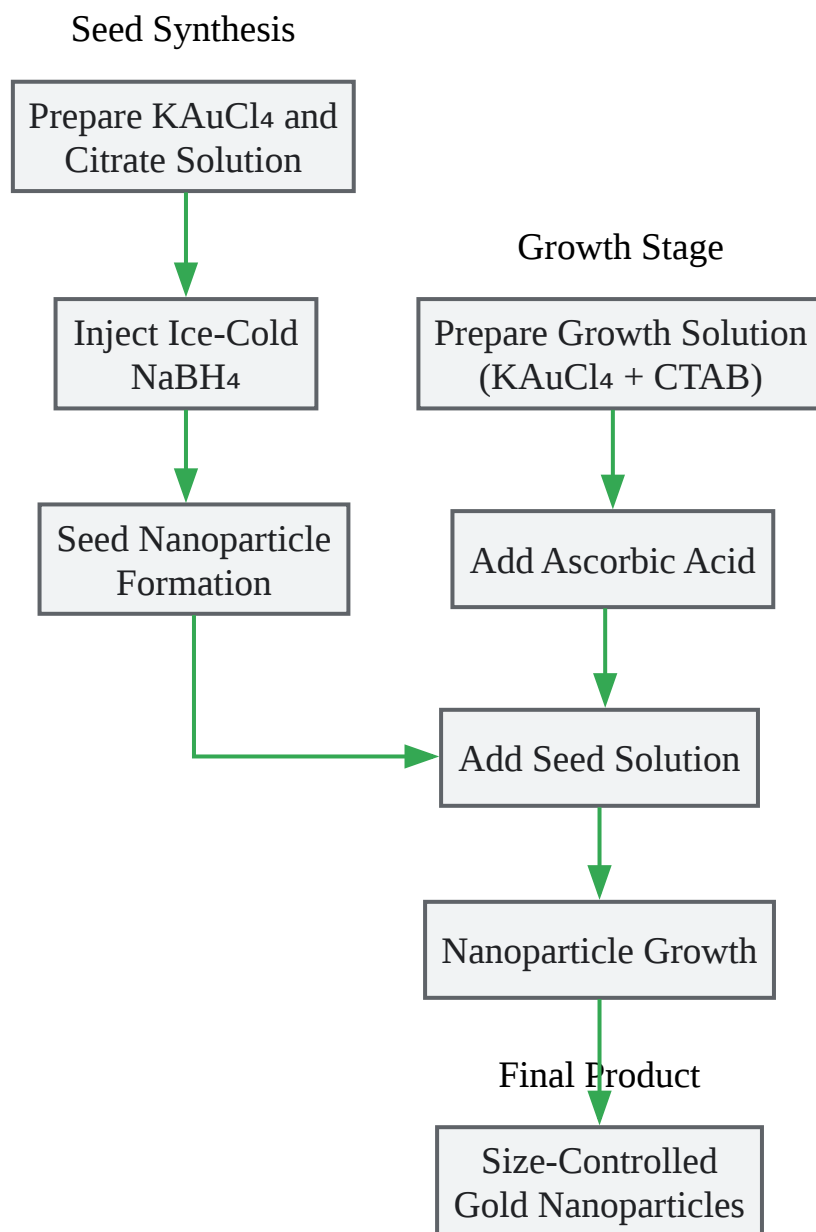 Seed Synthesis
Prepare KAuCl₄ and
Citrate Solution
Inject Ice-Cold
NaBH₄
Seed Nanoparticle
Formation
Growth Stage
Prepare Growth Solution
(KAuCl₄ + CTAB)
Add Ascorbic Acid
Add Seed Solution
Nanoparticle Growth
Final Product
Size-Controlled
Gold Nanoparticles